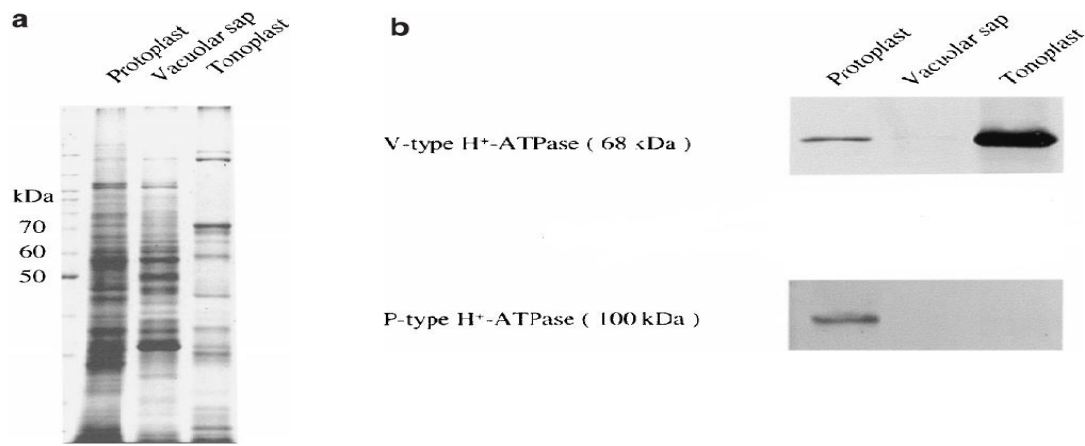 a
Protoplast
Vacuolar sap
Tonoplast
kDa
70
60
50
b
Protoplast
Vacuolar sap
Tonoplast
V-type H⁺-ATPase ( 68 kDa )
P-type H⁺-ATPase ( 100 kDa )